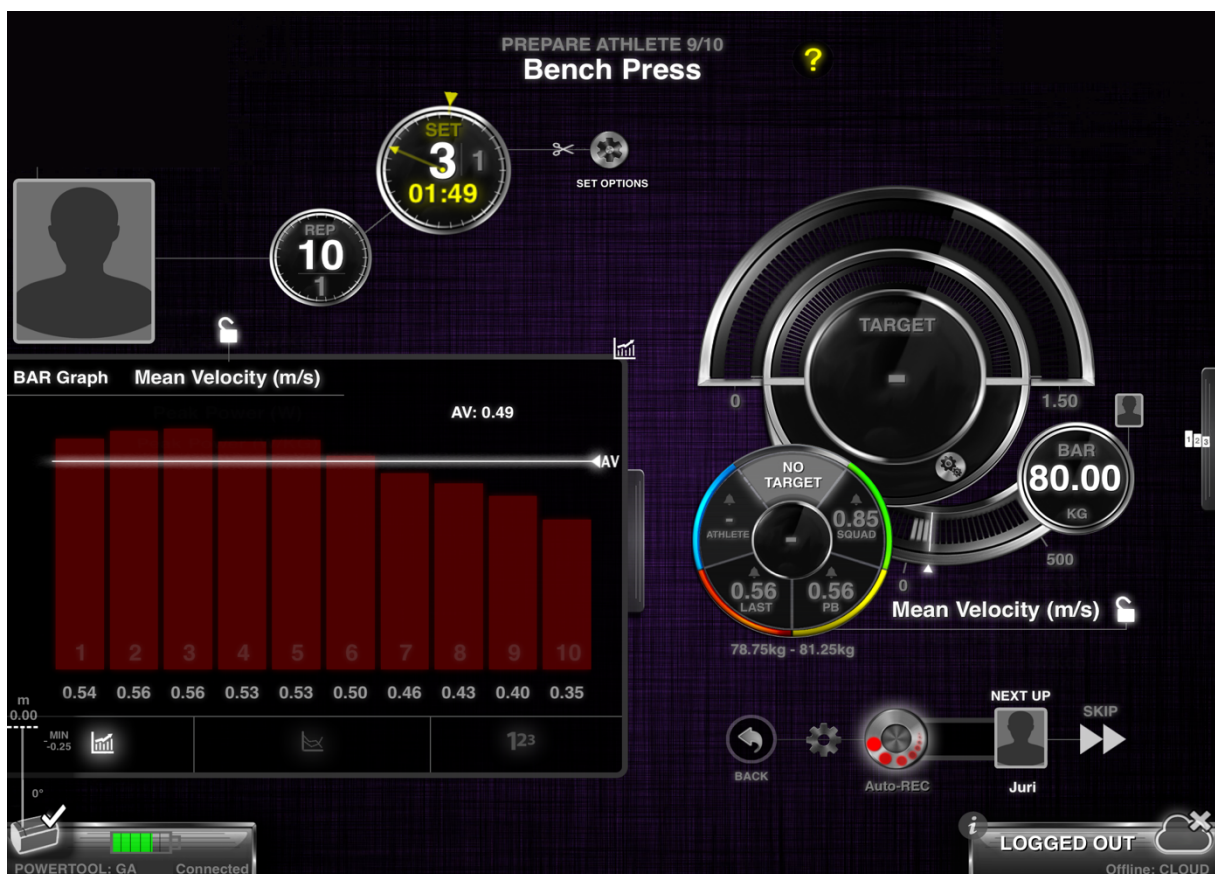 PREPARE ATHLETE 9/10
Bench Press
?
SET
3 1
01:49
SET OPTIONS
REP
10
1
BAR Graph Mean Velocity (m/s)
AV: 0.49
AV
1 2 3 4 5 6 7 8 9 10
0.54 0.56 0.56 0.53 0.53 0.50 0.46 0.43 0.40 0.35
m
0.00
MIN
-0.25
123
0°
POWERTOOL: GA Connected
TARGET
-
0 1.50
BAR
80.00
KG
NO
TARGET
-
ATHLETE
0.85
SQUAD
-
0.56
LAST
0.56
PB
0
500
Mean Velocity (m/s)
78.75kg - 81.25kg
1 2 3
NEXT UP
SKIP
BACK
Auto-REC
Juri
i
LOGGED OUT
Offline: CLOUD